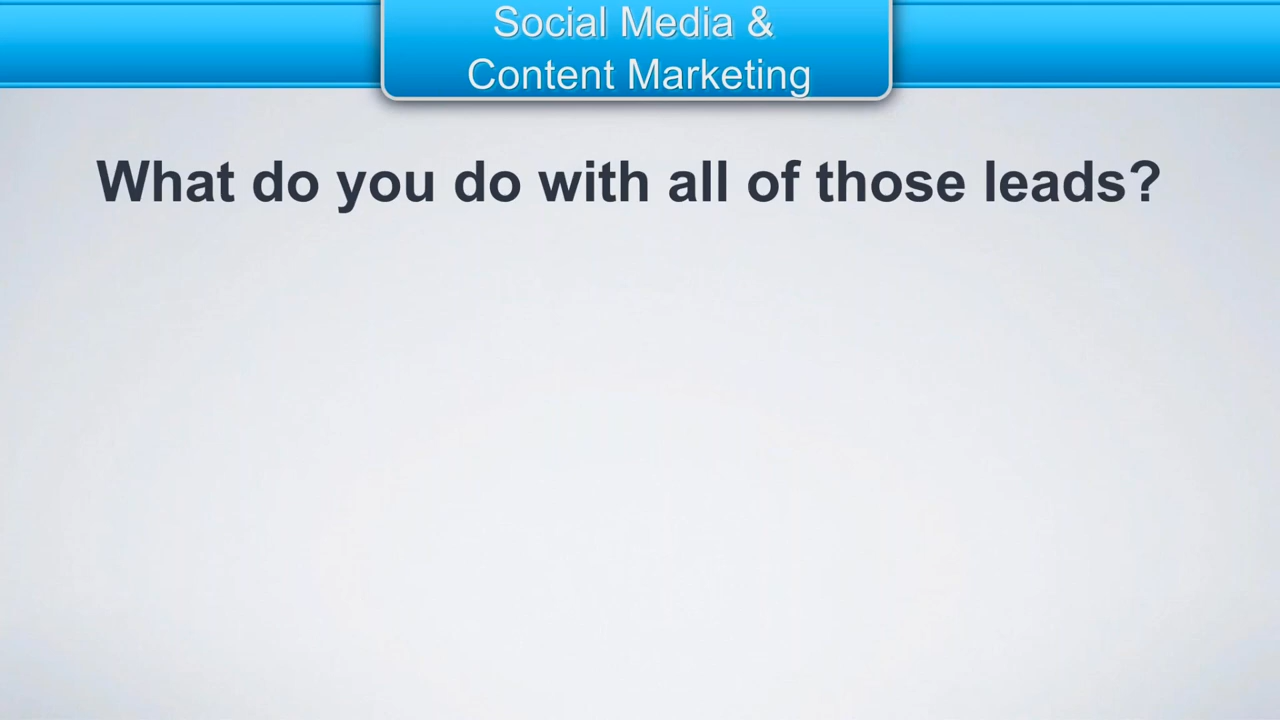 Social Media &
Content Marketing
What do you do with all of those leads?